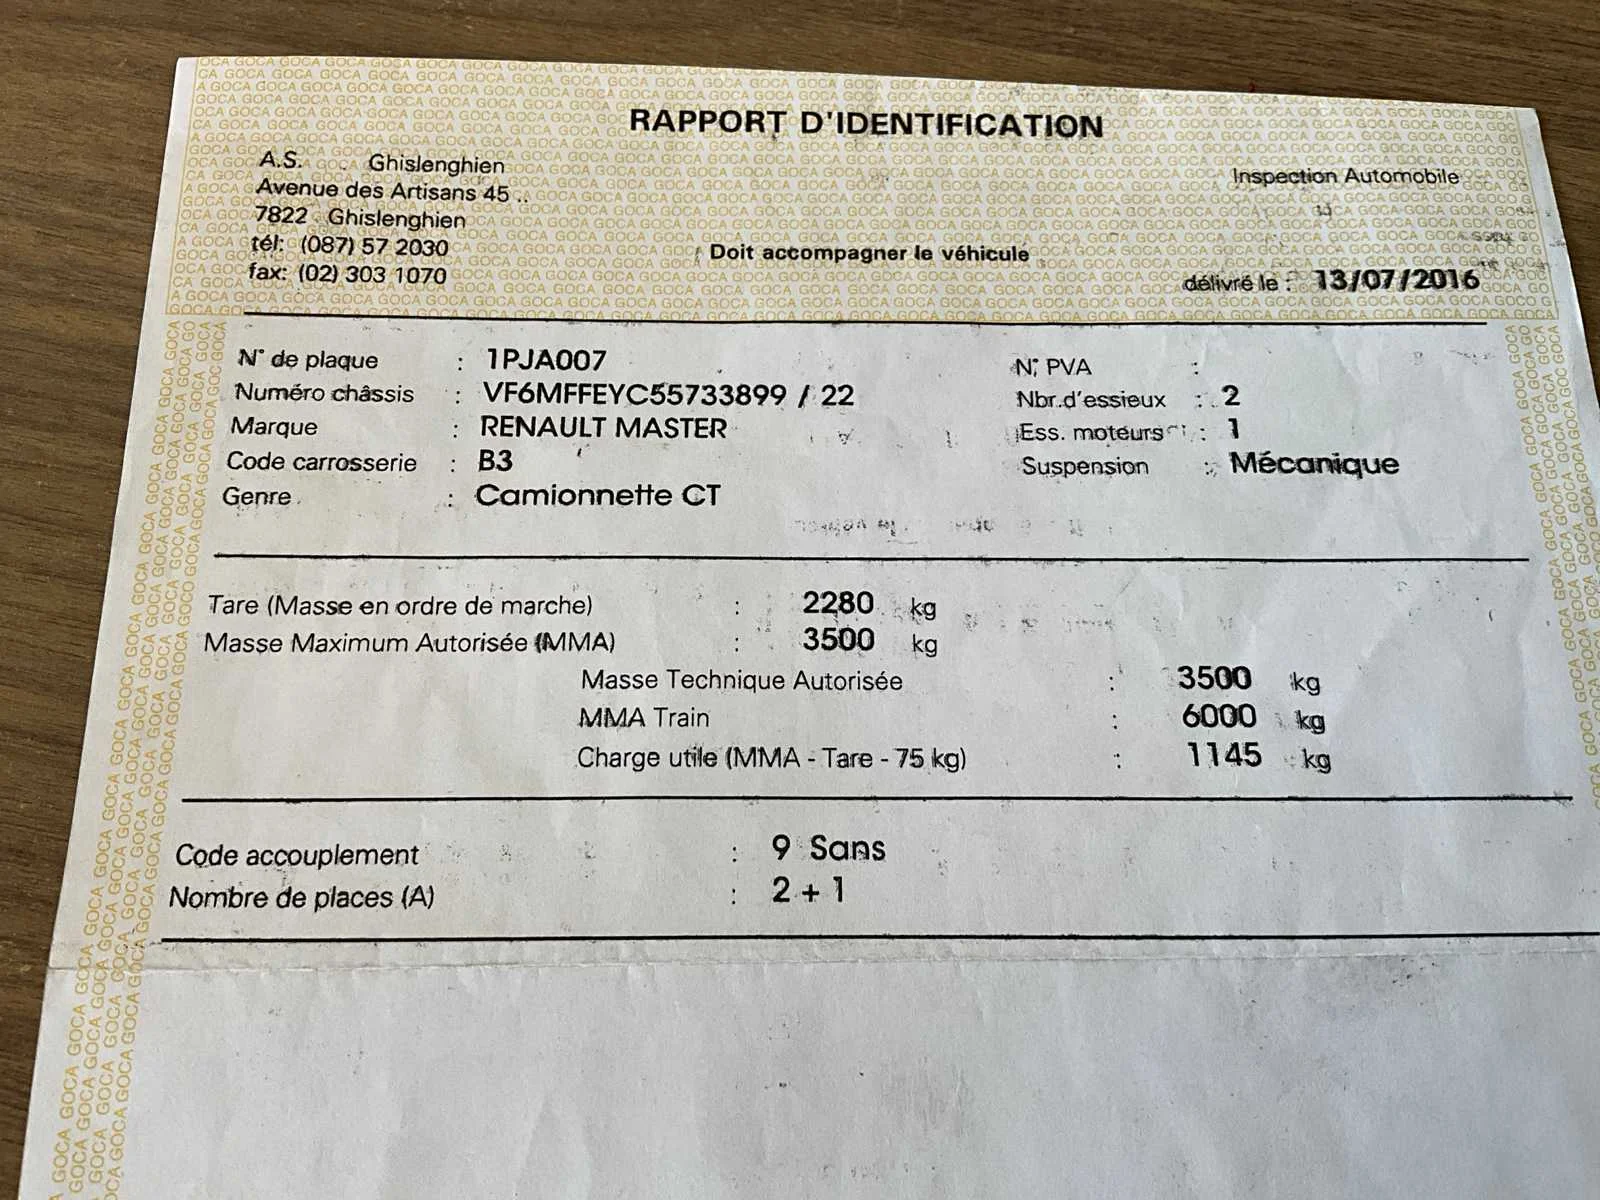 RAPPORT D'IDENTIFICATION
A.S. Ghislenghien
Avenue des Artisans 45
7822 Ghislenghien
tél: (087) 57 2030
fax: (02) 303 1070
Inspection Automobile
Doit accompagner le véhicule
délivré le : 13/07/2016
N° de plaque : 1PJA007
Numéro châssis : VF6MFFEYC55733899 / 22
Marque : RENAULT MASTER
Code carrosserie : B3
Genre : Camionnette CT
N° PVA :
Nbr.d'essieux : 2
Ess. moteurs : 1
Suspension : Mécanique
Tare (Masse en ordre de marche) : 2280 kg
Masse Maximum Autorisée (MMA) : 3500 kg
Masse Technique Autorisée : 3500 kg
MMA Train : 6000 kg
Charge utile (MMA - Tare - 75 kg) : 1145 kg
Code accouplement : 9 Sans
Nombre de places (A) : 2 + 1